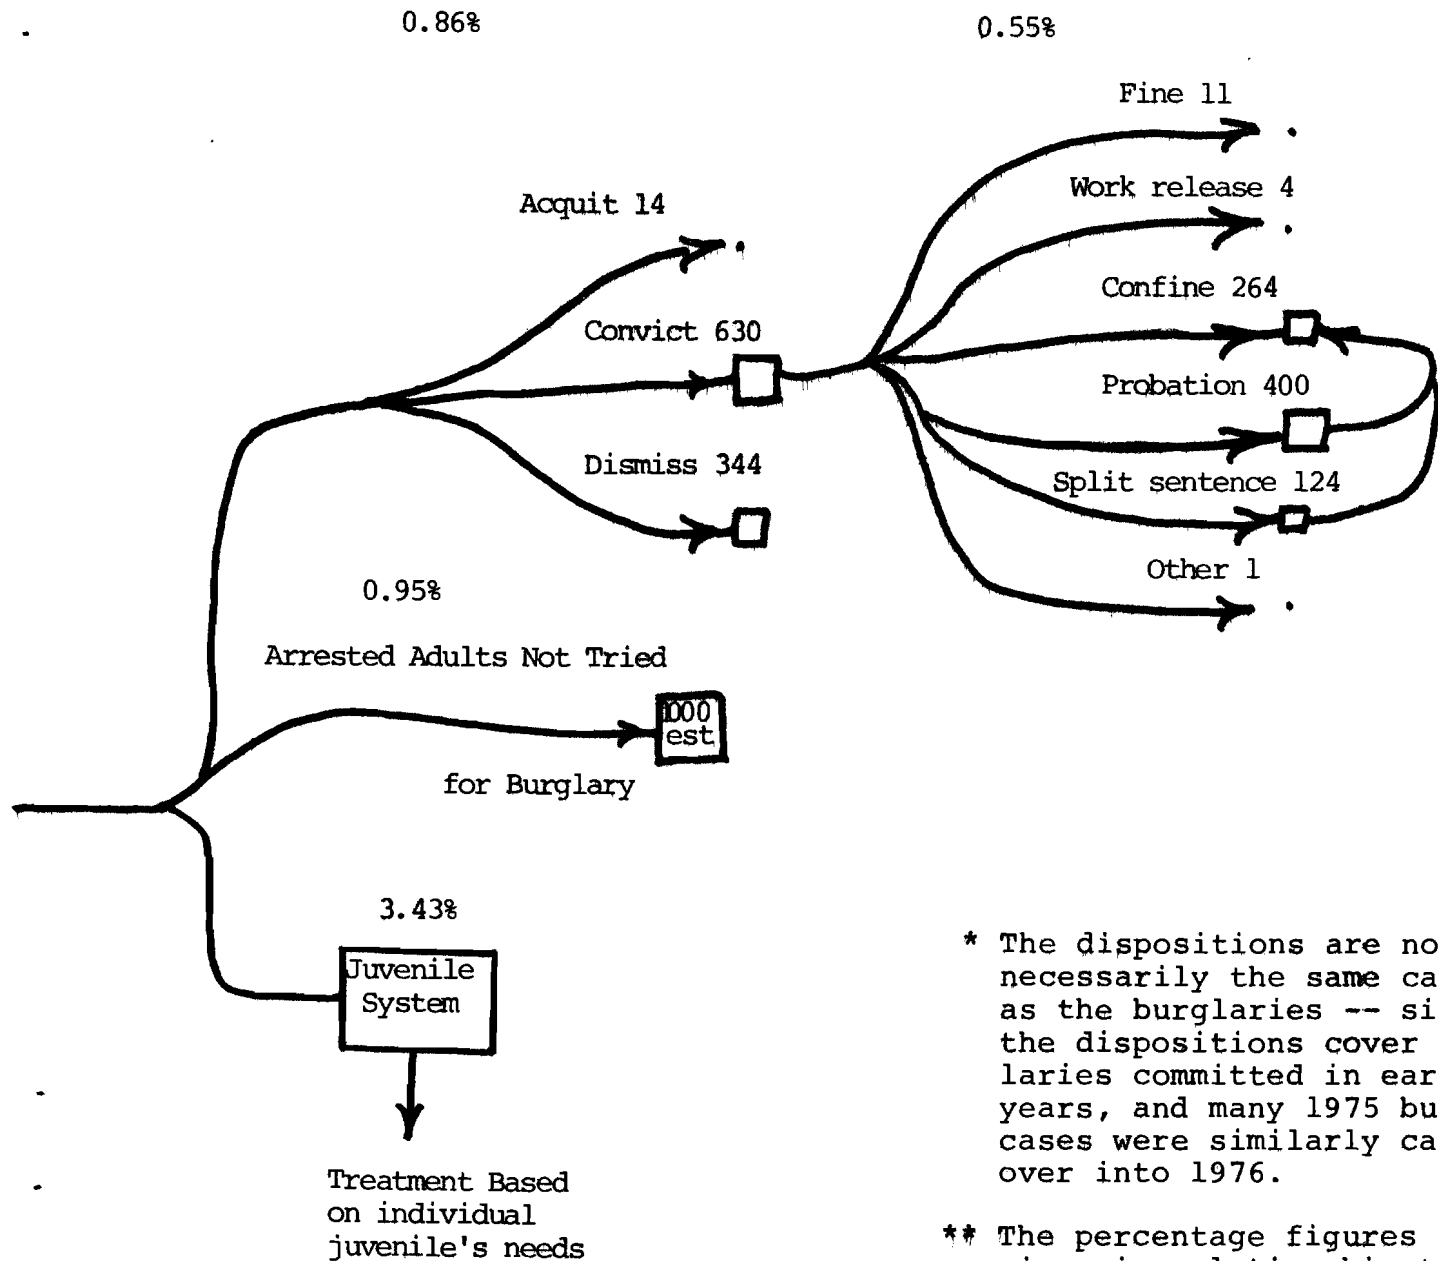 0.86%
0.55%
Fine 11
Work release 4
Acquit 14
Confine 264
Convict 630
Probation 400
Dismiss 344
Split sentence 124
Other 1
0.95%
Arrested Adults Not Tried
1000
est
for Burglary
3.43%
Juvenile
System
Treatment Based
on individual
juvenile's needs
* The dispositions are no
necessarily the same ca
as the burglaries -- si
the dispositions cover
laries committed in ear
years, and many 1975 bu
cases were similarly ca
over into 1976.
** The percentage figures